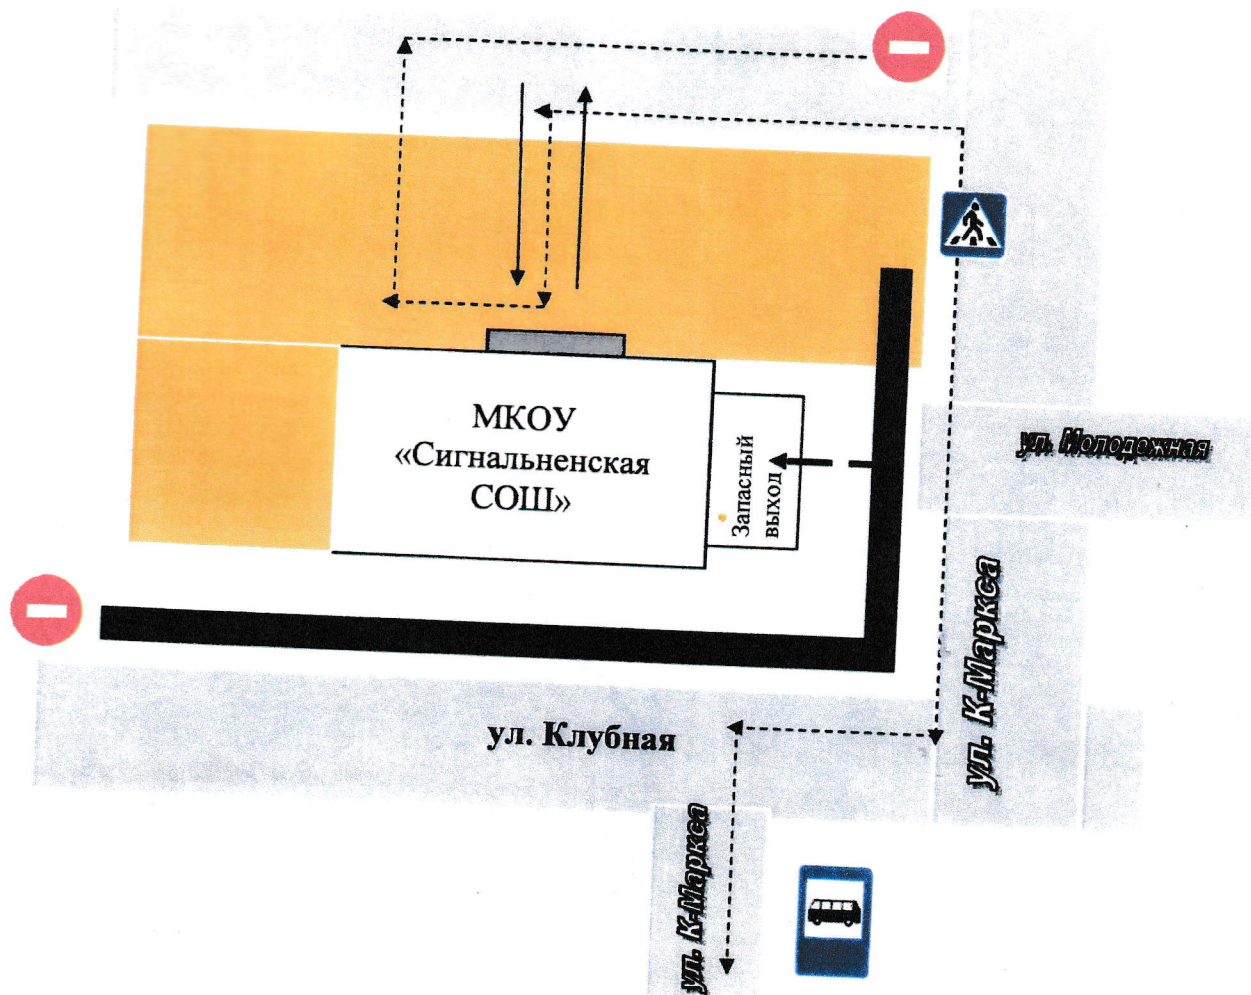 МКОУ
«Сигнальненская
СОШ»
Запасный
выход
ул. Молодежная
ул. К-Маркса
ул. Клубная
ул. К-Маркса